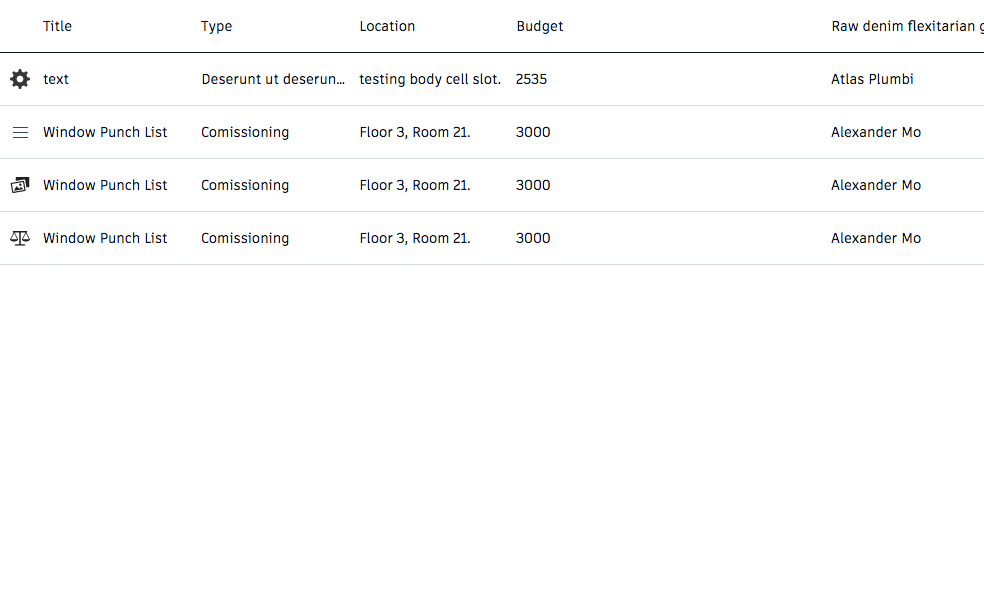 Title Type Location Budget Raw denim flexitarian
text Deserunt ut deserun... testing body cell slot. 2535 Atlas Plumbi
Window Punch List Comissioning Floor 3, Room 21. 3000 Alexander Mo
Window Punch List Comissioning Floor 3, Room 21. 3000 Alexander Mo
Window Punch List Comissioning Floor 3, Room 21. 3000 Alexander Mo